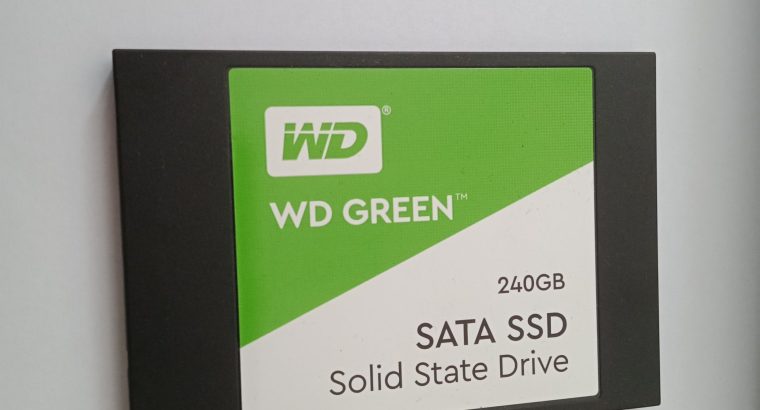 WD®
WD GREEN™
240GB
SATA SSD
Solid State Drive